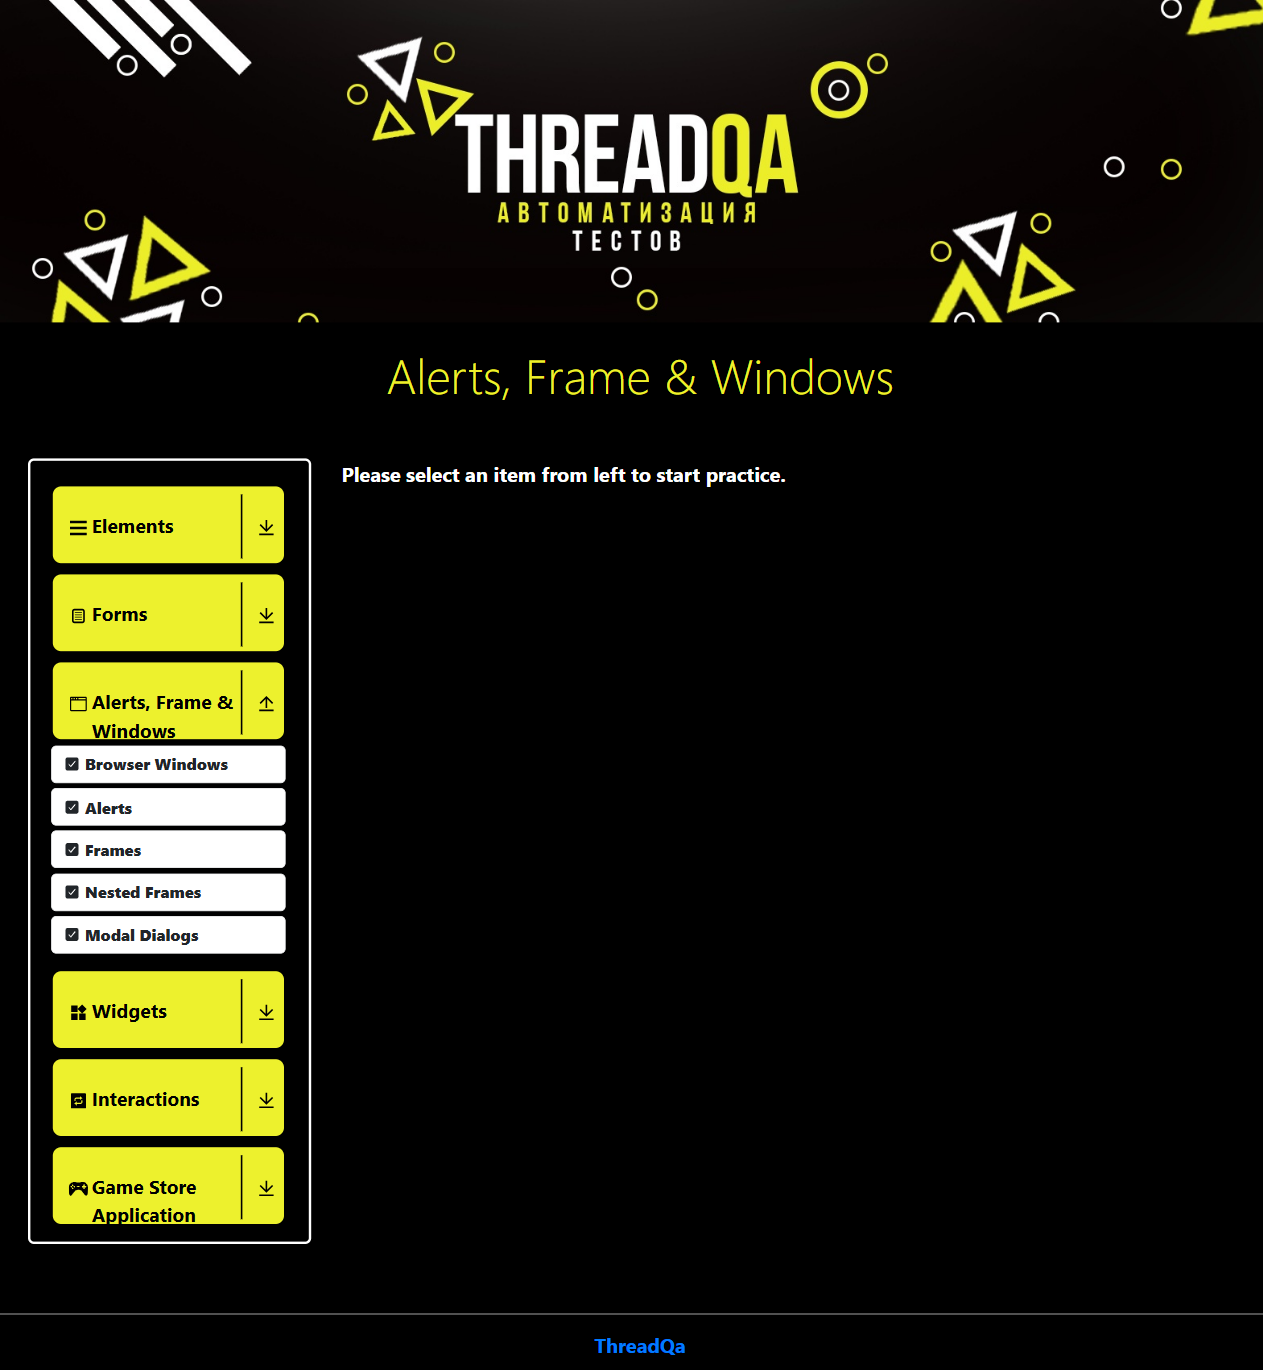 THREADQA
АВТОМАТИЗАЦИЯ
ТЕСТОВ
Alerts, Frame & Windows
Please select an item from left to start practice.
Elements
Forms
Alerts, Frame &
Windows
Browser Windows
Alerts
Frames
Nested Frames
Modal Dialogs
Widgets
Interactions
Game Store
Application
ThreadQa